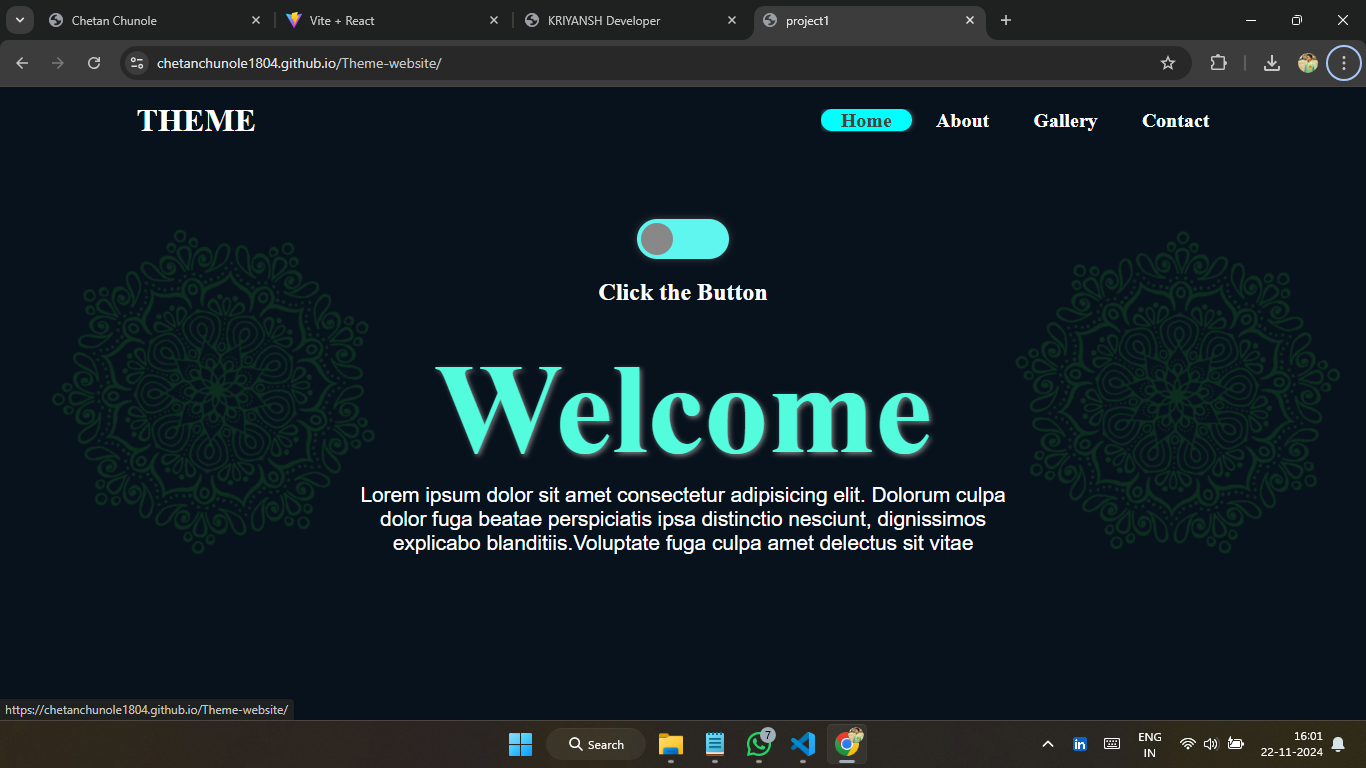 Chetan Chunole
Vite + React
KRIYANSH Developer
project1
chetanchunole1804.github.io/Theme-website/
THEME
Home
About
Gallery
Contact
Click the Button
Welcome
Lorem ipsum dolor sit amet consectetur adipisicing elit. Dolorum culpa
dolor fuga beatae perspiciatis ipsa distinctio nesciunt, dignissimos
explicabo blanditiis.Voluptate fuga culpa amet delectus sit vitae
https://chetanchunole1804.github.io/Theme-website/
Search
7
in
ENG
IN
16:01
22-11-2024